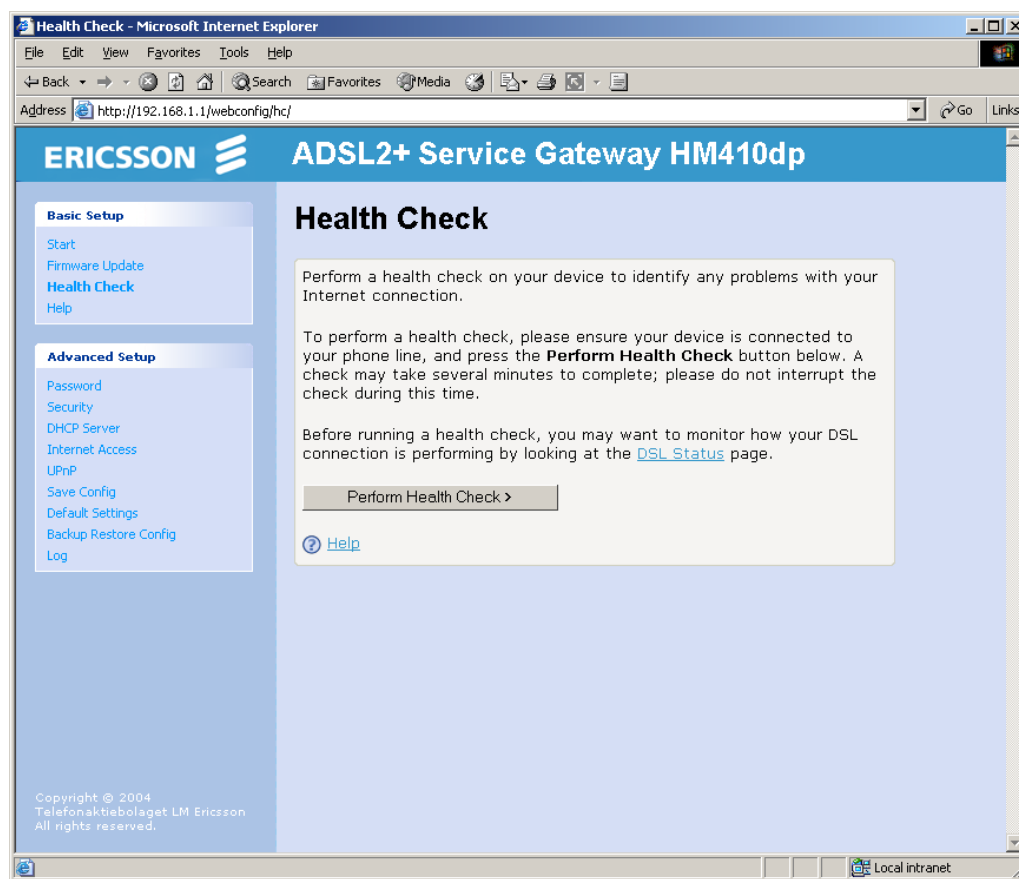 Health Check - Microsoft Internet Explorer
File Edit View Favorites Tools Help
Back Search Favorites Media
Address http://192.168.1.1/webconfig/hc/ Go Links
ERICSSON ADSL2+ Service Gateway HM410dp
Basic Setup
Start
Firmware Update
Health Check
Help
Advanced Setup
Password
Security
DHCP Server
Internet Access
UPnP
Save Config
Default Settings
Backup Restore Config
Log
Health Check
Perform a health check on your device to identify any problems with your
Internet connection.
To perform a health check, please ensure your device is connected to
your phone line, and press the Perform Health Check button below. A
check may take several minutes to complete; please do not interrupt the
check during this time.
Before running a health check, you may want to monitor how your DSL
connection is performing by looking at the DSL Status page.
Perform Health Check >
? Help
Copyright © 2004
Telefonaktiebolaget LM Ericsson
All rights reserved.
Local intranet